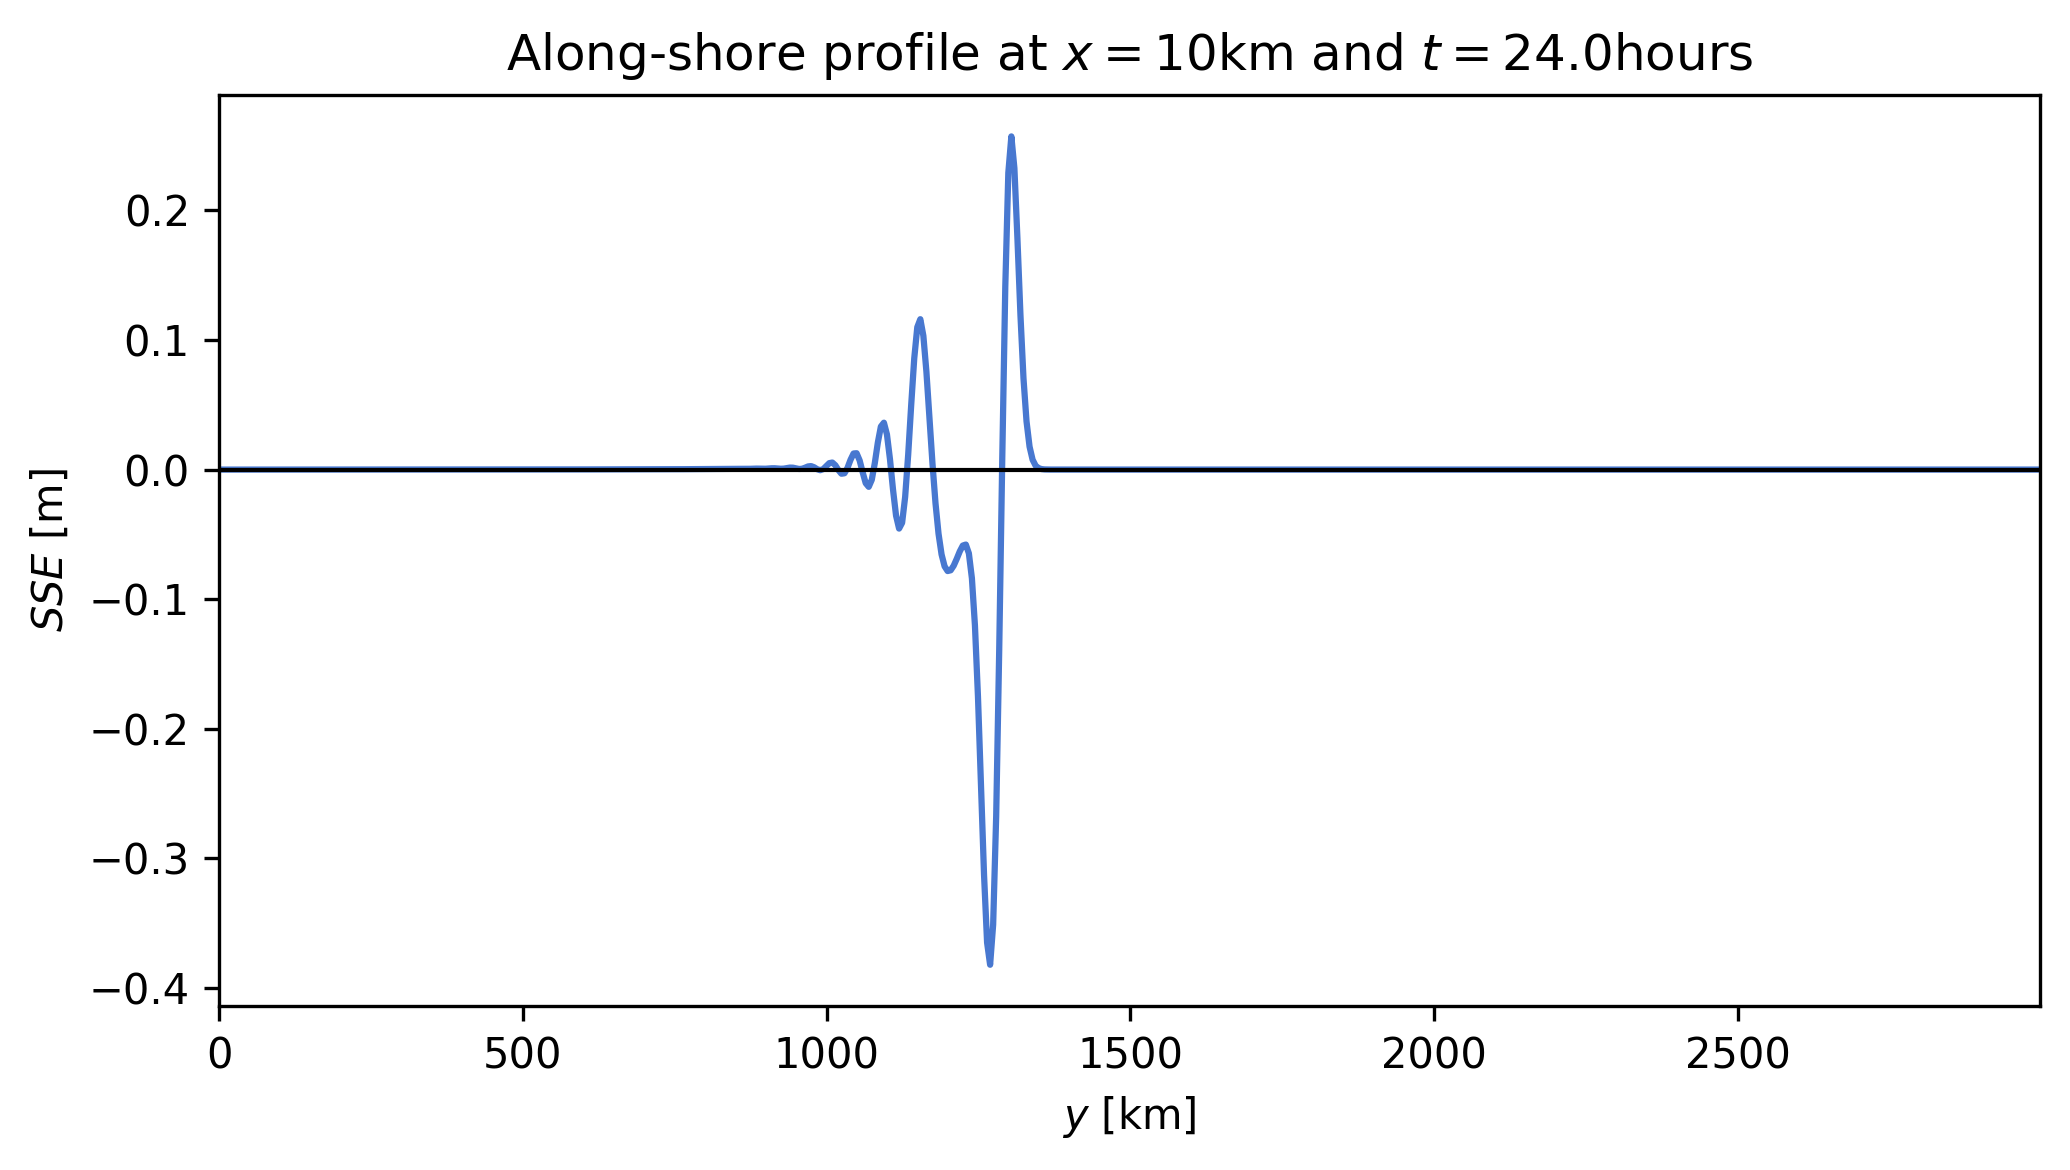 Along-shore profile at x = 10km and t = 24.0hours
0.2
0.1
0.0
−0.1
−0.2
−0.3
−0.4
SSE [m]
0 500 1000 1500 2000 2500
y [km]